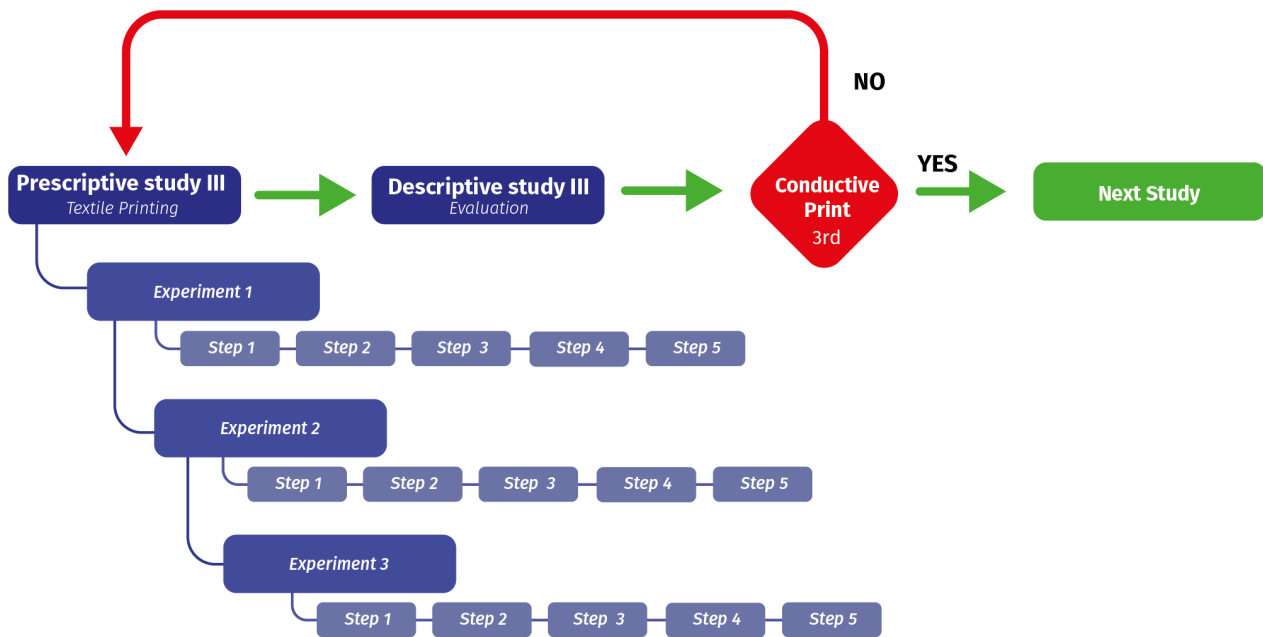 NO
Prescriptive study III
Textile Printing
Descriptive study III
Evaluation
Conductive
Print
3rd
YES
Next Study
Experiment 1
Step 1
Step 2
Step 3
Step 4
Step 5
Experiment 2
Step 1
Step 2
Step 3
Step 4
Step 5
Experiment 3
Step 1
Step 2
Step 3
Step 4
Step 5